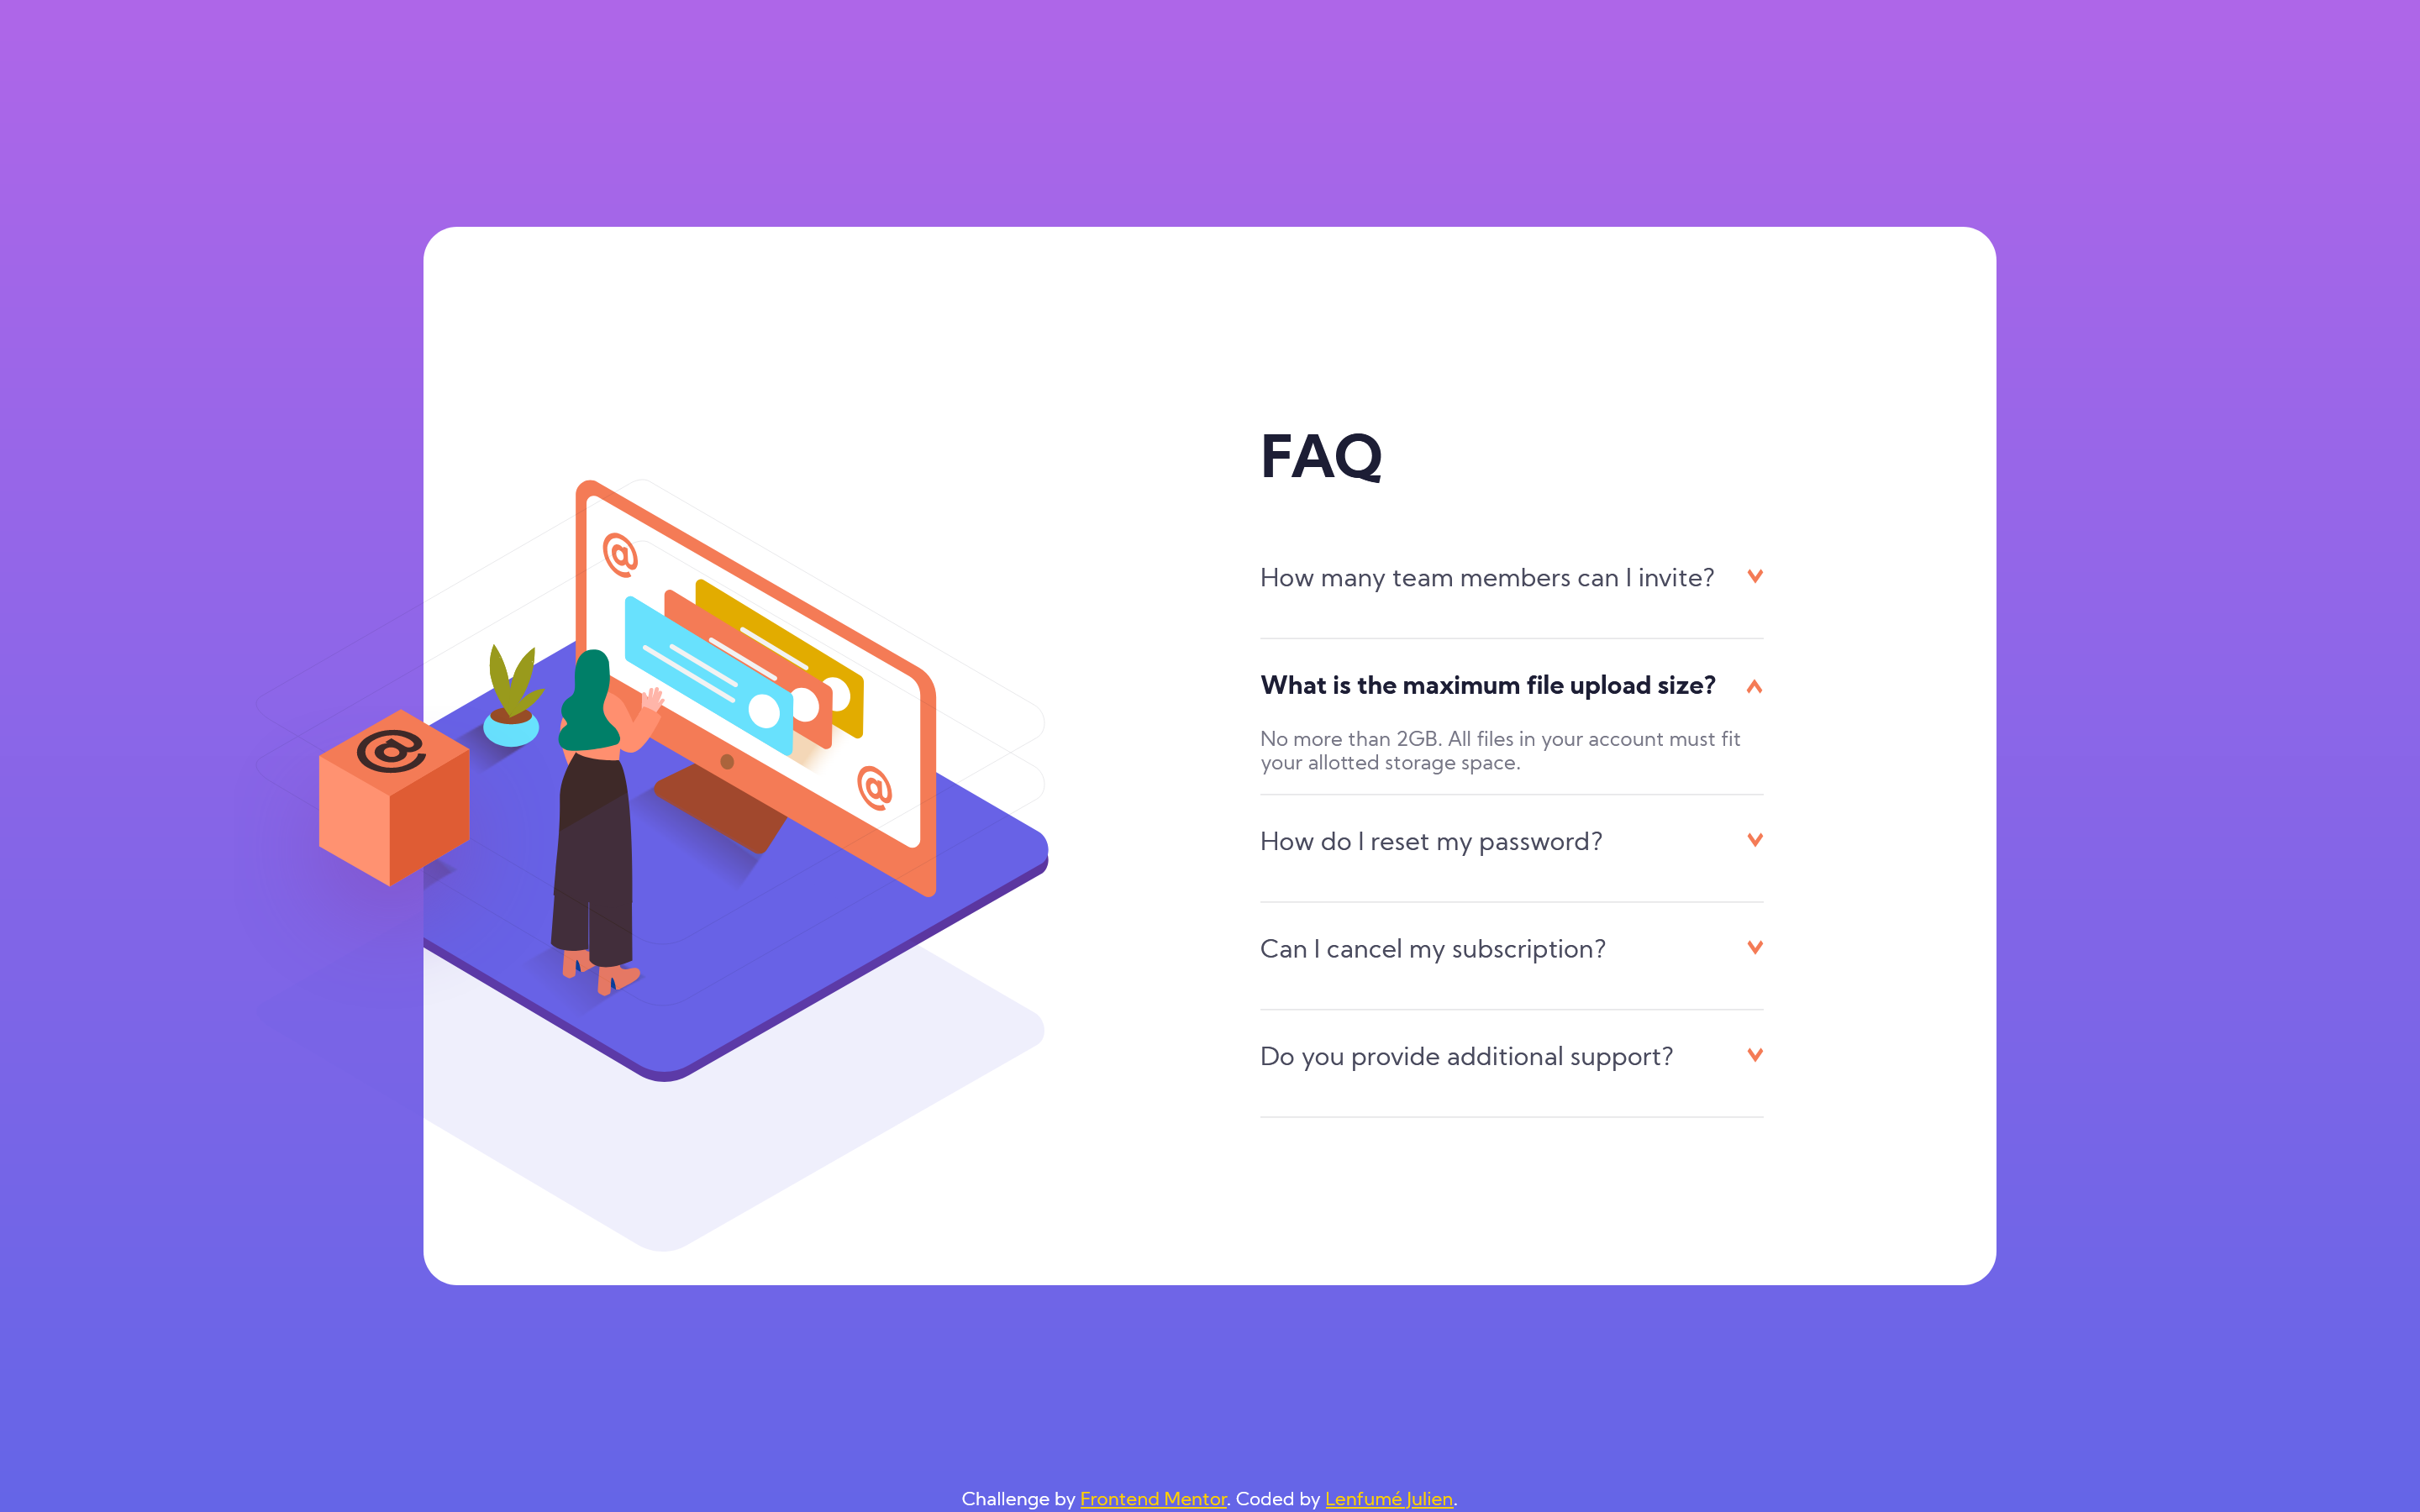 FAQ
How many team members can I invite?
What is the maximum file upload size?
No more than 2GB. All files in your account must fit
your allotted storage space.
How do I reset my password?
Can I cancel my subscription?
Do you provide additional support?
@
@
@
Challenge by Frontend Mentor. Coded by Lenfumé Julien.